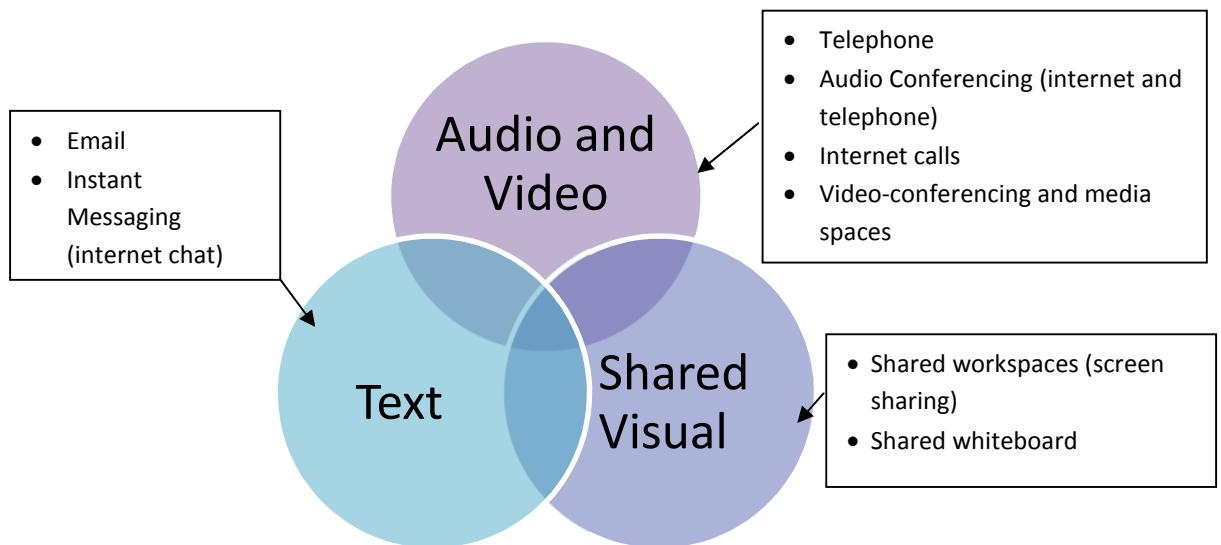 • Telephone
• Audio Conferencing (internet and
telephone)
• Internet calls
• Video-conferencing and media
spaces
Audio and
Video
• Email
• Instant
Messaging
(internet chat)
Text
Shared
Visual
• Shared workspaces (screen
sharing)
• Shared whiteboard